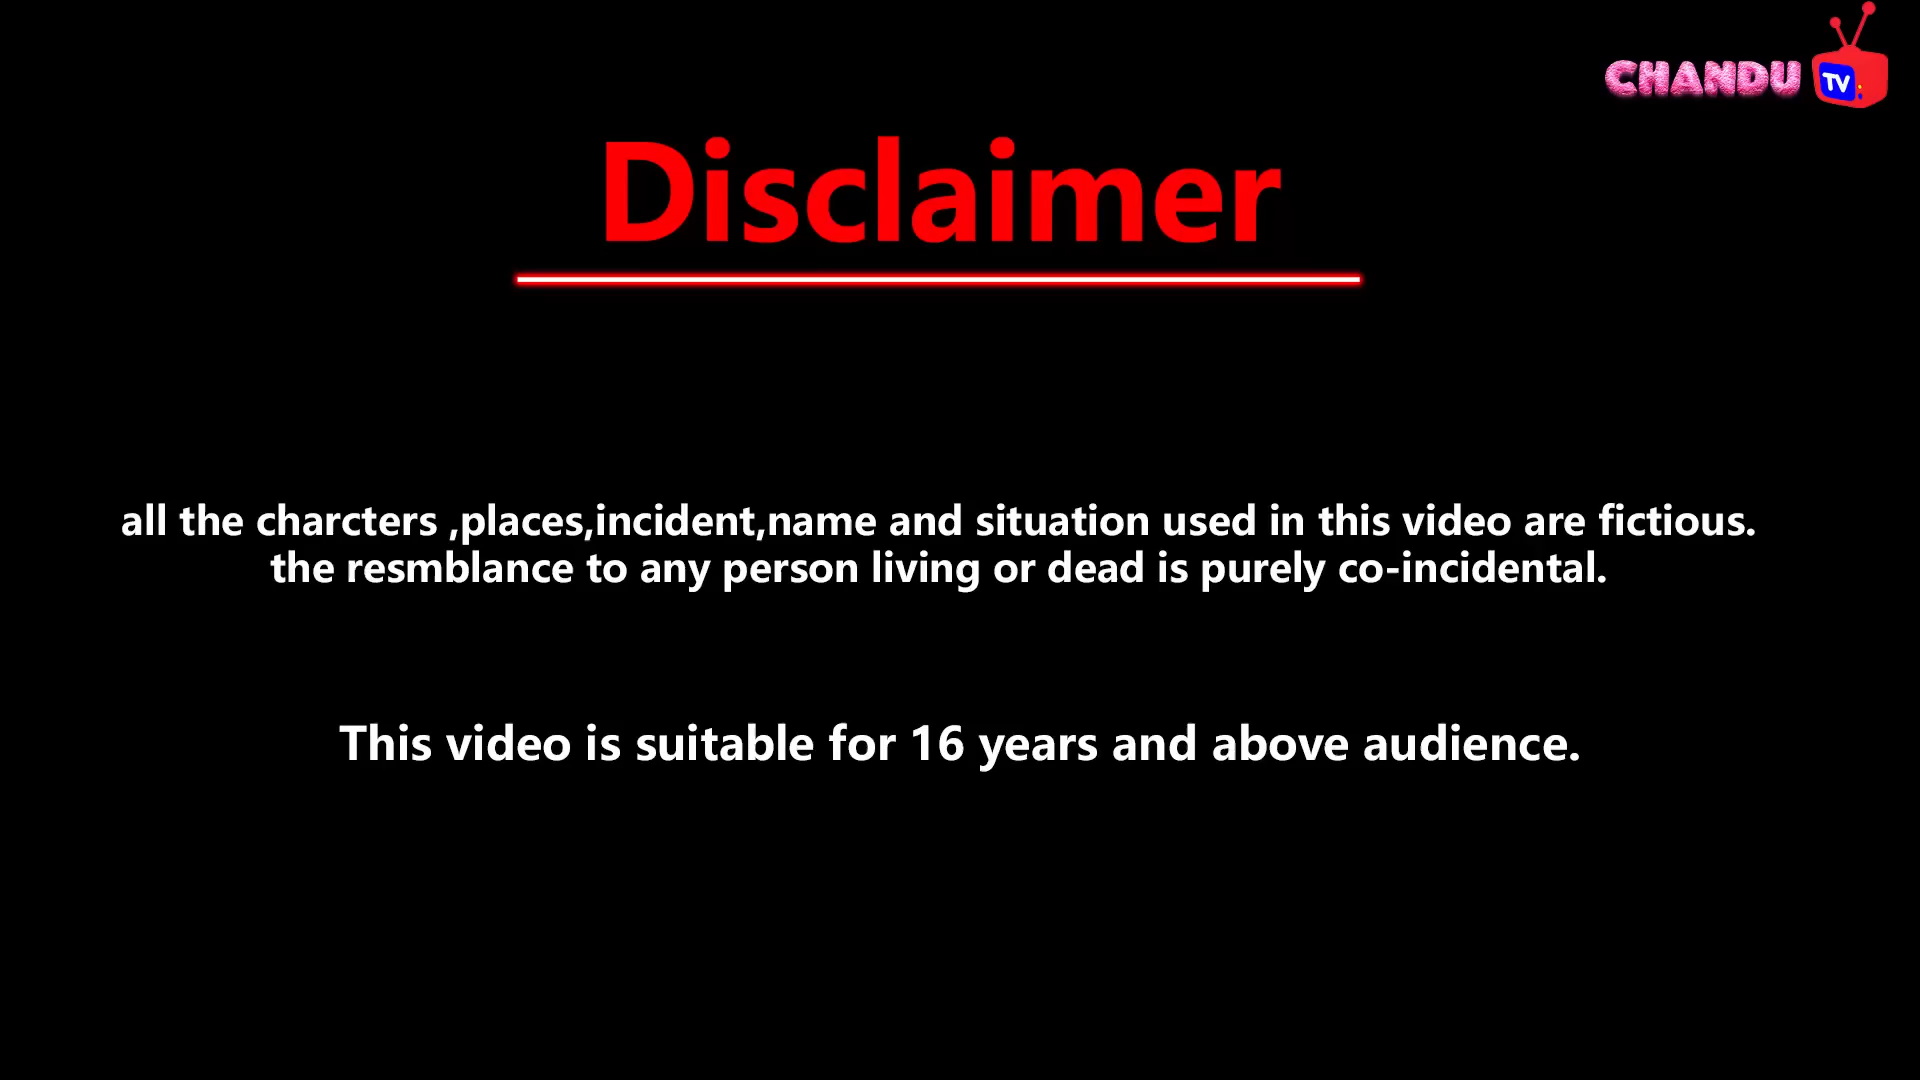 CHANDU TV
Disclaimer
all the charcters ,places,incident,name and situation used in this video are fictious.
the resmblance to any person living or dead is purely co-incidental.
This video is suitable for 16 years and above audience.